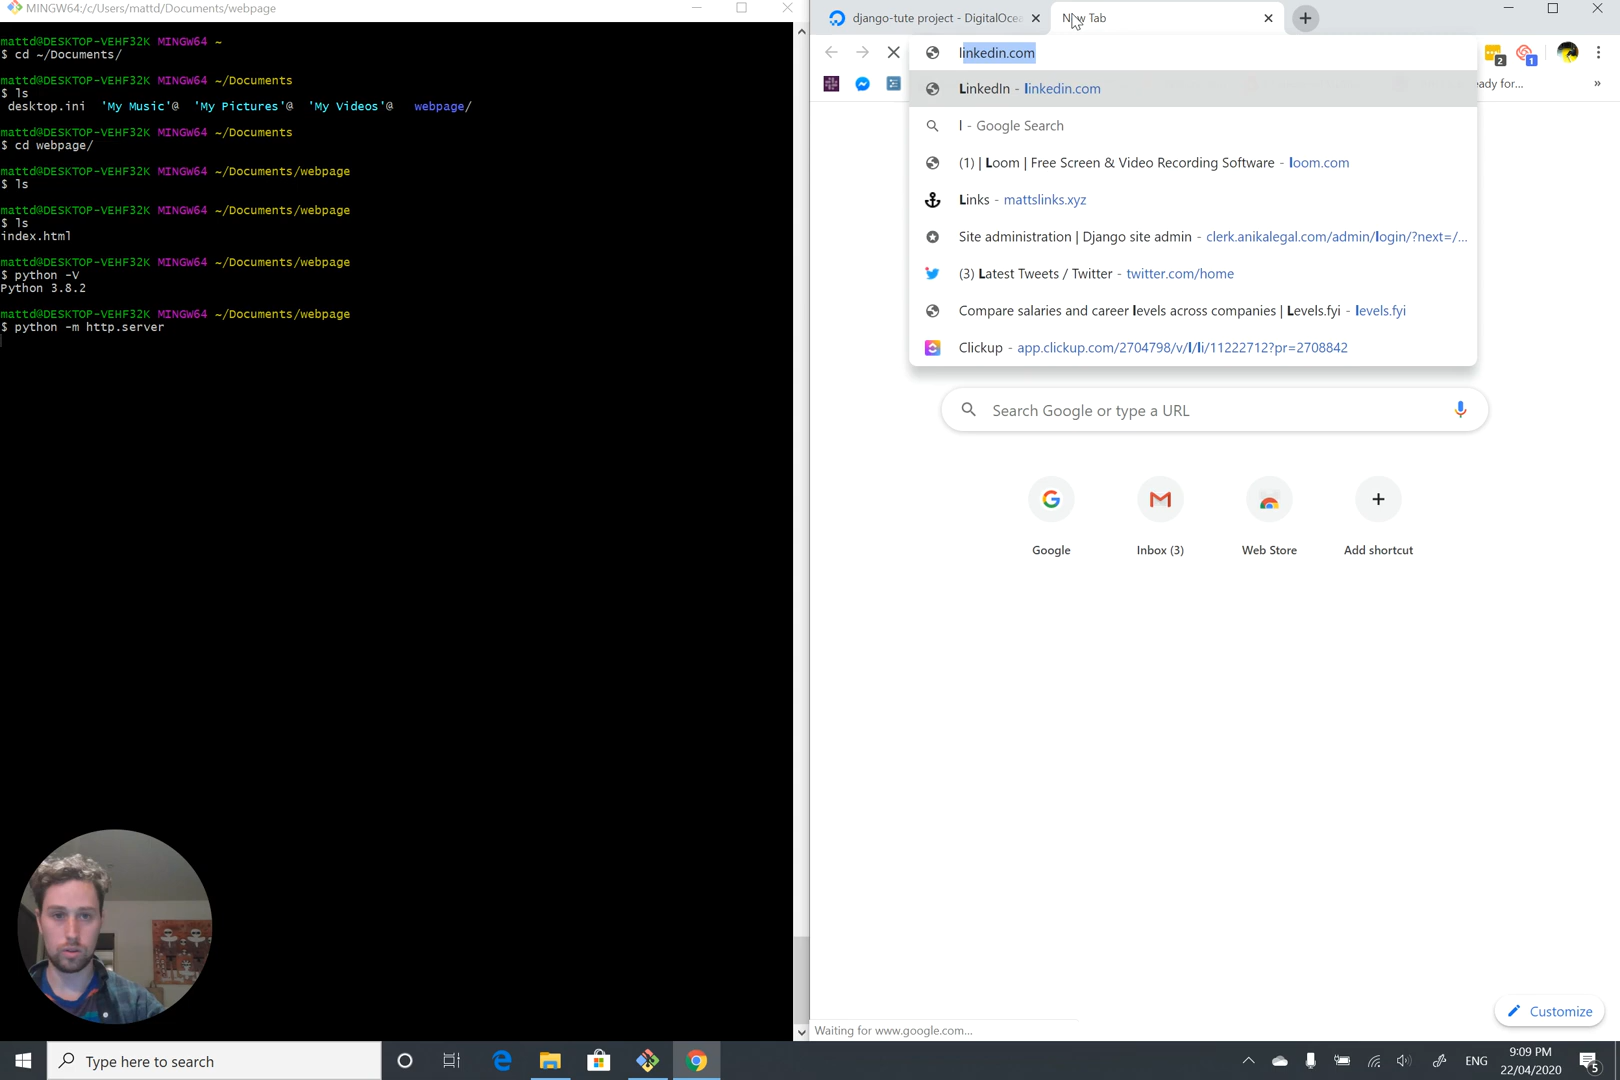 MINGW64:/c/Users/mattd/Documents/webpage
mattd@DESKTOP-VEHF32K MINGW64 ~
$ cd ~/Documents/
mattd@DESKTOP-VEHF32K MINGW64 ~/Documents
$ ls
desktop.ini 'My Music'@ 'My Pictures'@ 'My Videos'@ webpage/
mattd@DESKTOP-VEHF32K MINGW64 ~/Documents
$ cd webpage/
mattd@DESKTOP-VEHF32K MINGW64 ~/Documents/webpage
$ ls
mattd@DESKTOP-VEHF32K MINGW64 ~/Documents/webpage
$ ls
index.html
mattd@DESKTOP-VEHF32K MINGW64 ~/Documents/webpage
$ python -V
Python 3.8.2
mattd@DESKTOP-VEHF32K MINGW64 ~/Documents/webpage
$ python -m http.server
django-tute project - DigitalOce
New Tab
linkedin.com
2
1
LinkedIn - linkedin.com
eady for...
»
l - Google Search
(1) | Loom | Free Screen & Video Recording Software - loom.com
Links - mattslinks.xyz
Site administration | Django site admin - clerk.anikalegal.com/admin/login/?next=/...
(3) Latest Tweets / Twitter - twitter.com/home
Compare salaries and career levels across companies | Levels.fyi - levels.fyi
Clickup - app.clickup.com/2704798/v/l/li/11222712?pr=2708842
Search Google or type a URL
Google
Inbox (3)
Web Store
Add shortcut
Customize
Waiting for www.google.com...
Type here to search
ENG
9:09 PM
22/04/2020
5